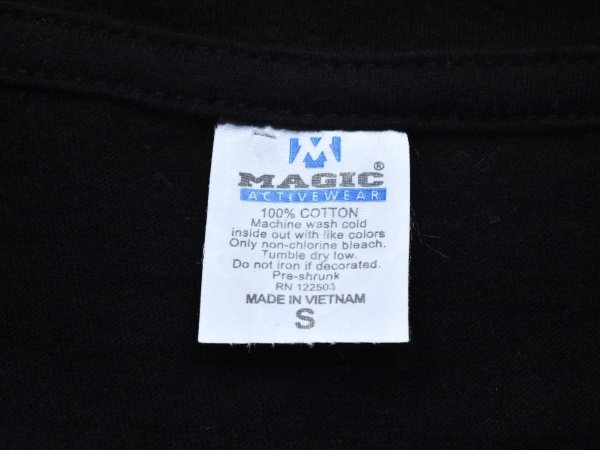 M
MAGIC®
ACTIVEWEAR
100% COTTON
Machine wash cold
inside out with like colors
Only non-chlorine bleach.
Tumble dry low.
Do not iron if decorated.
Pre-shrunk
RN 122503
MADE IN VIETNAM
S